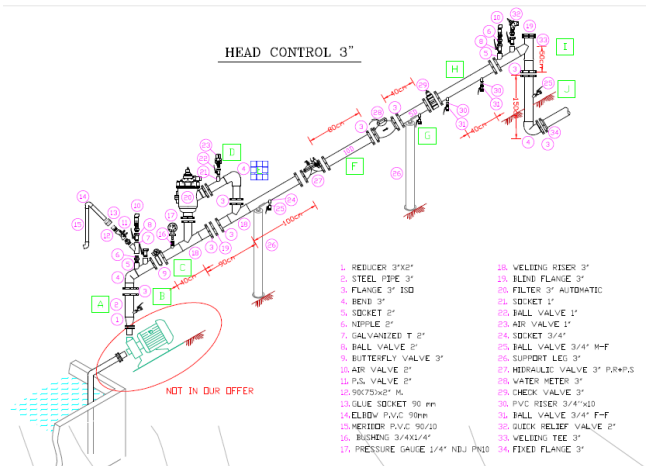 HEAD CONTROL 3"
A
B
C
D
E
F
G
H
J
40cm
90cm
100cm
80cm
40cm
40cm
60cm
150
NOT IN OUR OFFER
1. REDUCER 3"X2"
2. STEEL PIPE 3"
3. FLANGE 3" ISO
4. BEND 3"
5. SOCKET 2"
6. NIPPLE 2"
7. GALVANIZED T 2"
8. BALL VALVE 2"
9. BUTTERFLY VALVE 3"
10. AIR VALVE 2"
11. P.S. VALVE 2"
12.90(75)x2" M.
13.GLUE SOCKET 90 mm
14.ELBOW P.V.C 90mm
15.MERIDOR P.V.C 90/10
16. BUSHING 3/4X1/4"
17. PRESSURE GAUGE 1/4" NDJ PN10
18. WELDING RISER 3"
19. BLIND FLANGE 3"
20. FILTER 3" AUTOMATIC
21. SOCKET 1"
22. BALL VALVE 1"
23. AIR VALVE 1"
24. SOCKET 3/4"
25. BALL VALVE 3/4" M-F
26. SUPPORT LEG 3"
27. HIDRAULIC VALVE 3" P.R+P.S
28. WATER METER 3"
29. CHECK VALVE 3"
30. PVC RISER 3/4"x10
31. BALL VALVE 3/4" F-F
32. QUICK RELIEF VALVE 2"
33. WELDING TEE 3"
34. FIXED FLANGE 3"